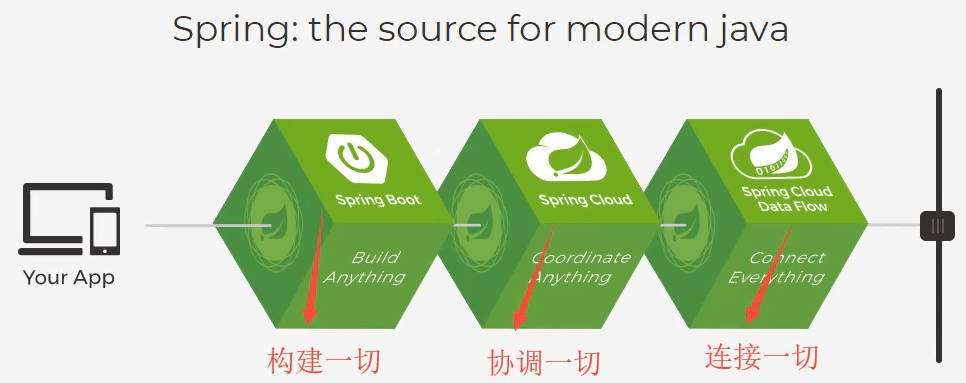 Spring: the source for modern java
Spring Boot
Spring Cloud
Spring Cloud
Data Flow
Your App
Build
Anything
Coordinate
Anything
Connect
Everything
构建一切
协调一切
连接一切
010110